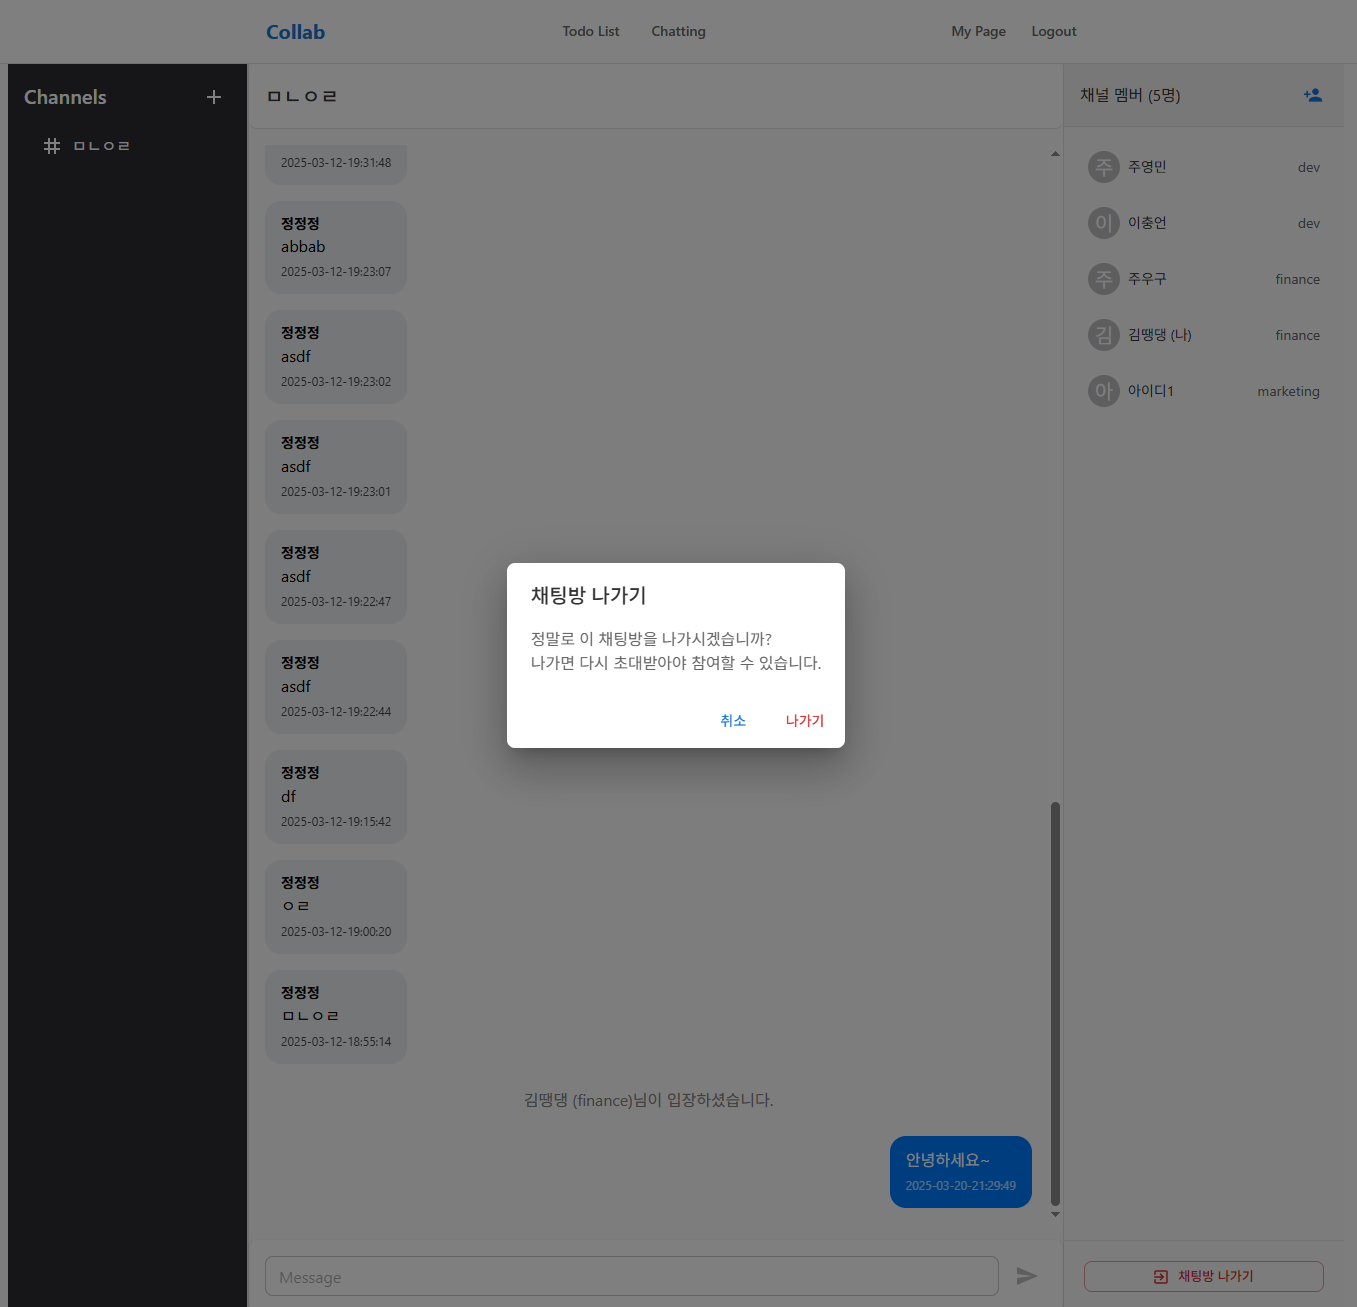 Collab
Todo List
Chatting
My Page
Logout
Channels
ㅁㄴㅇㄹ
ㅁㄴㅇㄹ
2025-03-12-19:31:48
정정정
abbab
2025-03-12-19:23:07
정정정
asdf
2025-03-12-19:23:02
정정정
asdf
2025-03-12-19:23:01
정정정
asdf
2025-03-12-19:22:47
정정정
asdf
2025-03-12-19:22:44
정정정
df
2025-03-12-19:15:42
정정정
ㅇㄹ
2025-03-12-19:00:20
정정정
ㅁㄴㅇㄹ
2025-03-12-18:55:14
김땡댕 (finance)님이 입장하셨습니다.
안녕하세요~
2025-03-20-21:29:49
Message
채팅방 나가기
정말로 이 채팅방을 나가시겠습니까?
나가면 다시 초대받아야 참여할 수 있습니다.
취소
나가기
채널 멤버 (5명)
주 주영민 dev
이 이충언 dev
주 주우구 finance
김 김땡댕 (나) finance
아 아이디1 marketing
채팅방 나가기